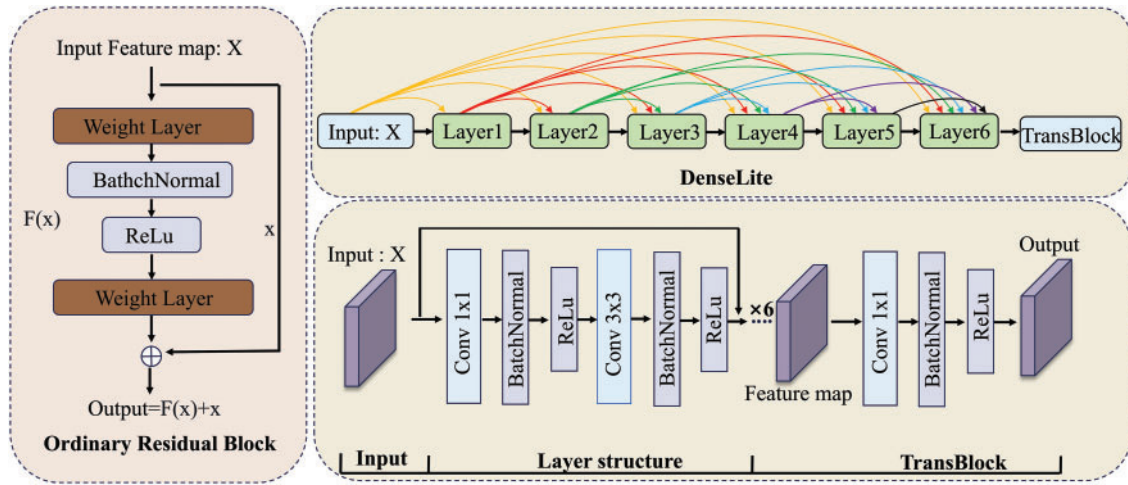 Input Feature map: X
Weight Layer
BathchNormal
F(x)
ReLu
x
Weight Layer
Output=F(x)+x
Ordinary Residual Block
Input: X
Layer1
Layer2
Layer3
Layer4
Layer5
Layer6
TransBlock
DenseLite
Input : X
Conv 1x1
BatchNormal
ReLu
Conv 3x3
BatchNormal
ReLu
×6
Feature map
Conv 1x1
BatchNormal
ReLu
Output
Input
Layer structure
TransBlock